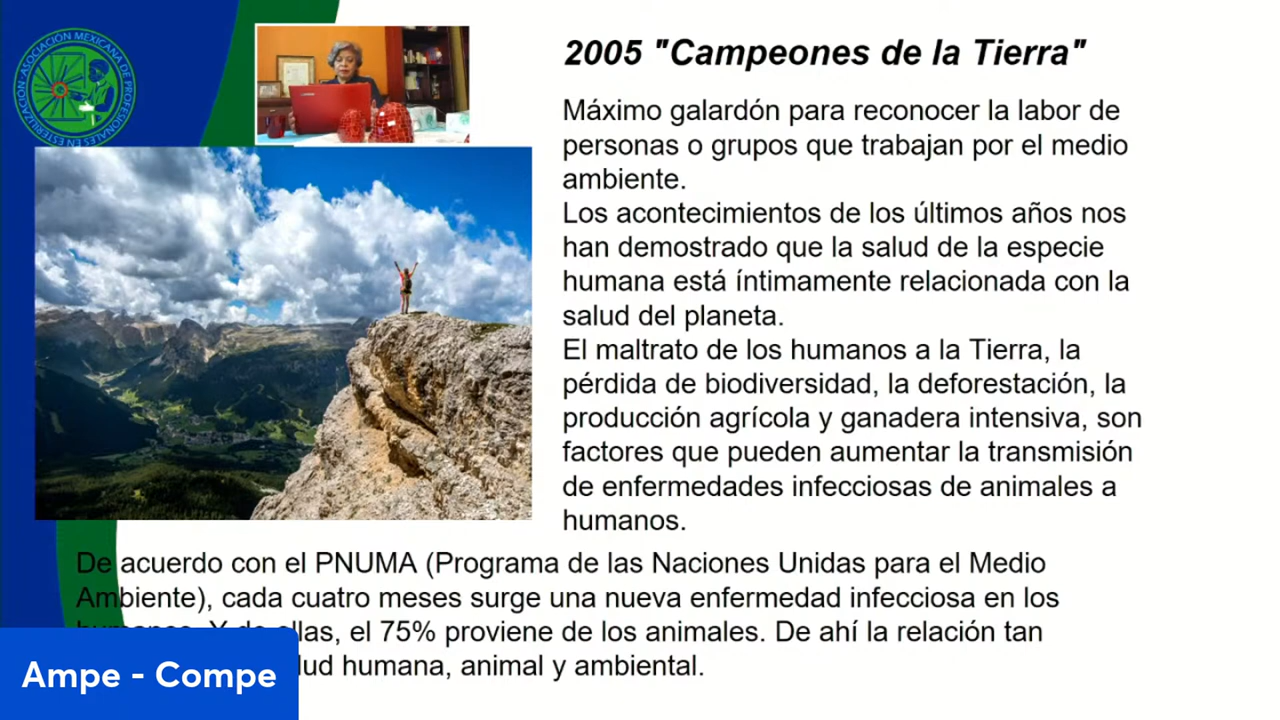 ASOCIACIÓN MEXICANA DE PROFESIONALES EN ESTERILIZACIÓN
2005 "Campeones de la Tierra"
Máximo galardón para reconocer la labor de
personas o grupos que trabajan por el medio
ambiente.
Los acontecimientos de los últimos años nos
han demostrado que la salud de la especie
humana está íntimamente relacionada con la
salud del planeta.
El maltrato de los humanos a la Tierra, la
pérdida de biodiversidad, la deforestación, la
producción agrícola y ganadera intensiva, son
factores que pueden aumentar la transmisión
de enfermedades infecciosas de animales a
humanos.
De acuerdo con el PNUMA (Programa de las Naciones Unidas para el Medio
Ambiente), cada cuatro meses surge una nueva enfermedad infecciosa en los
humanos. Y de ellas, el 75% proviene de los animales. De ahí la relación tan
humana, animal y ambiental.
Ampe - Compe